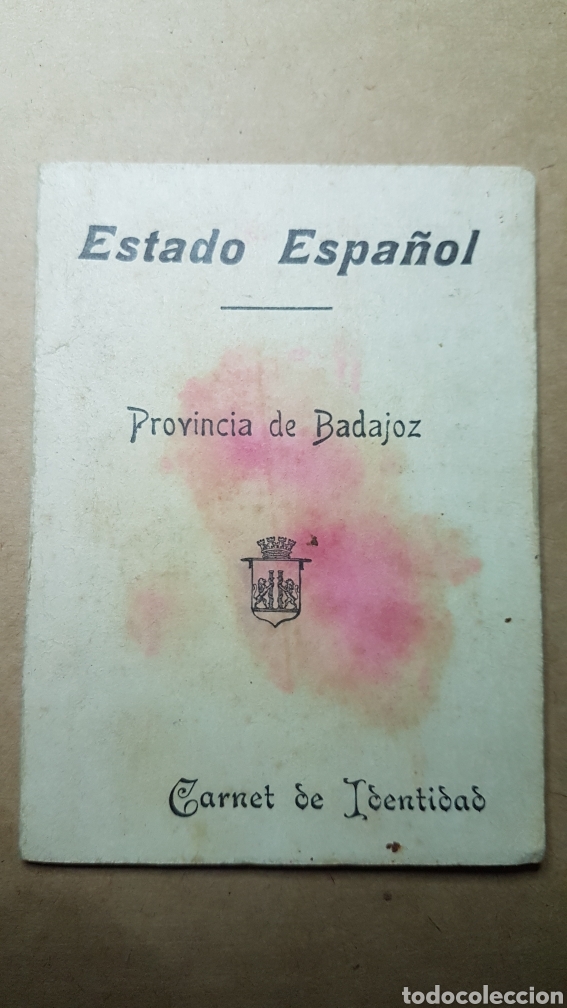 Estado Español
Provincia de Badajoz
Carnet de Identidad
todocoleccion